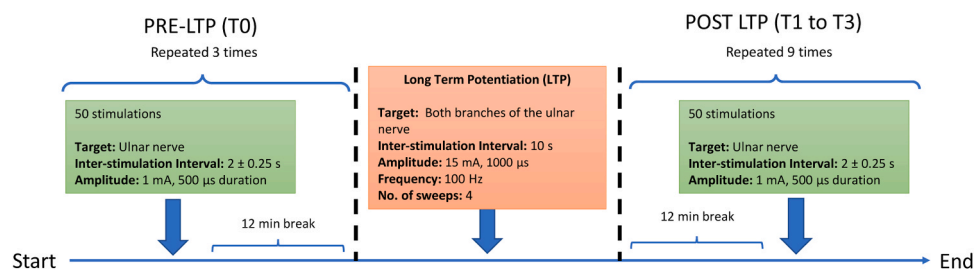 PRE-LTP (T0)
Repeated 3 times
50 stimulations
Target: Ulnar nerve
Inter-stimulation Interval: 2 ± 0.25 s
Amplitude: 1 mA, 500 µs duration
12 min break
Long Term Potentiation (LTP)
Target: Both branches of the ulnar
nerve
Inter-stimulation Interval: 10 s
Amplitude: 15 mA, 1000 µs
Frequency: 100 Hz
No. of sweeps: 4
POST LTP (T1 to T3)
Repeated 9 times
50 stimulations
Target: Ulnar nerve
Inter-stimulation Interval: 2 ± 0.25 s
Amplitude: 1 mA, 500 µs duration
12 min break
Start
End